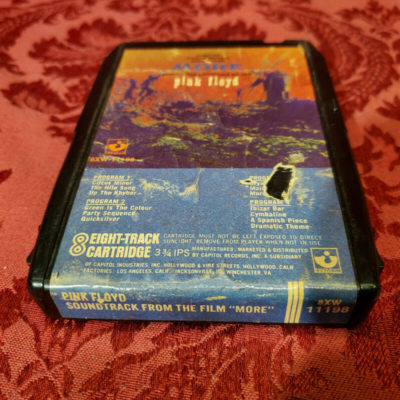 MORE
pink floyd
8XW-11198
PROGRAM 1
Cirrus Minor
The Nile Song
Up The Khyber
PROGRAM 2
Green Is The Colour
Party Sequence
Quicksilver
Ibizar Bar
Cymbaline
A Spanish Piece
Dramatic Theme
8 EIGHT-TRACK
CARTRIDGE 3¾ IPS
CARTRIDGE MUST NOT BE LEFT EXPOSED TO DIRECT
SUNLIGHT. REMOVE FROM PLAYER WHEN NOT IN USE.
MANUFACTURED, MARKETED & DISTRIBUTED
BY CAPITOL RECORDS, INC. A SUBSIDIARY
OF CAPITOL INDUSTRIES, INC. HOLLYWOOD & VINE STREETS, HOLLYWOOD, CALIF.
FACTORIES: LOS ANGELES, CALIF., JACKSONVILLE, ILL., WINCHESTER, VA.
PINK FLOYD
SOUNDTRACK FROM THE FILM "MORE"
8XW
11198